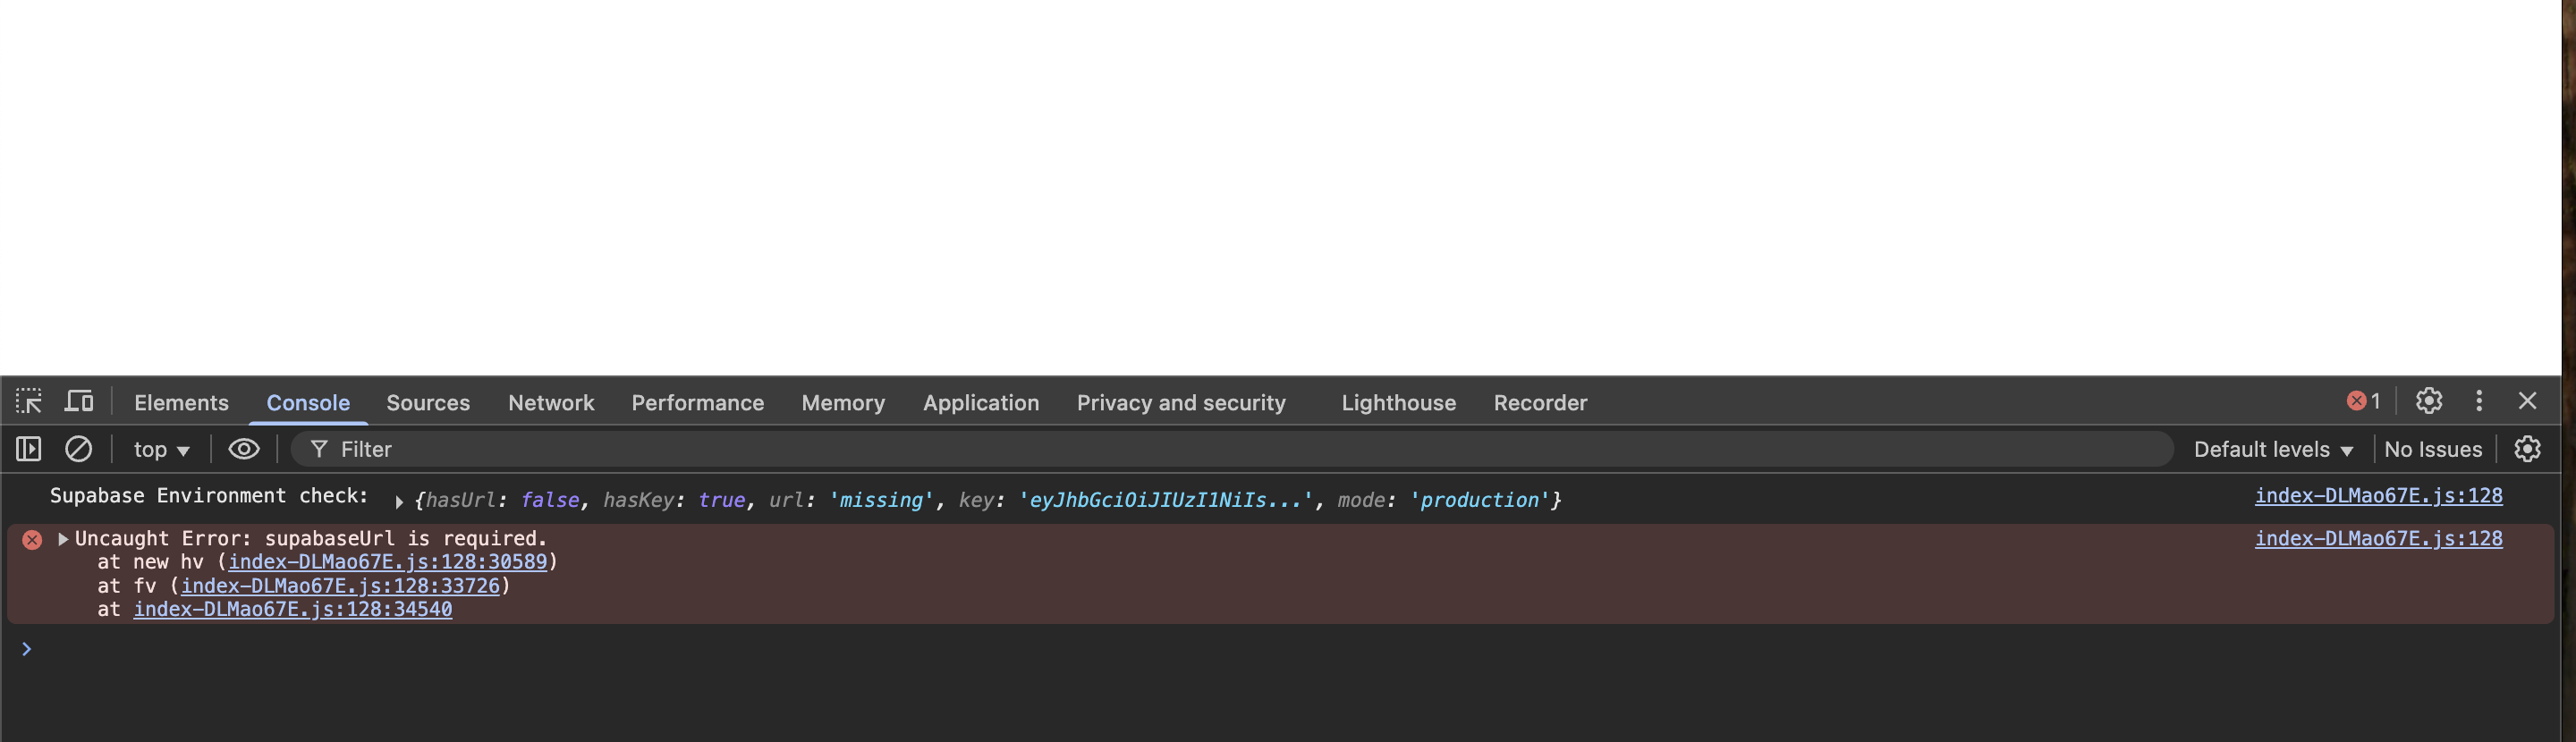 Elements Console Sources Network Performance Memory Application Privacy and security Lighthouse Recorder 1
top Filter Default levels No Issues
Supabase Environment check: {hasUrl: false, hasKey: true, url: 'missing', key: 'eyJhbGciOiJIUzI1NiIs...', mode: 'production'} index-DLMao67E.js:128
Uncaught Error: supabaseUrl is required. index-DLMao67E.js:128
at new hv (index-DLMao67E.js:128:30589)
at fv (index-DLMao67E.js:128:33726)
at index-DLMao67E.js:128:34540